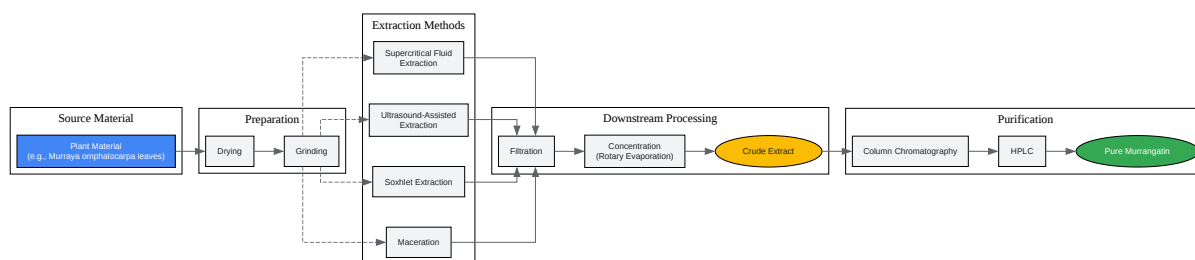 Source Material
Plant Material
(e.g., Murraya omphalocarpa leaves)
Preparation
Drying
Grinding
Extraction Methods
Supercritical Fluid
Extraction
Ultrasound-Assisted
Extraction
Soxhlet Extraction
Maceration
Downstream Processing
Filtration
Concentration
(Rotary Evaporation)
Crude Extract
Purification
Column Chromatography
HPLC
Pure Murrangatin